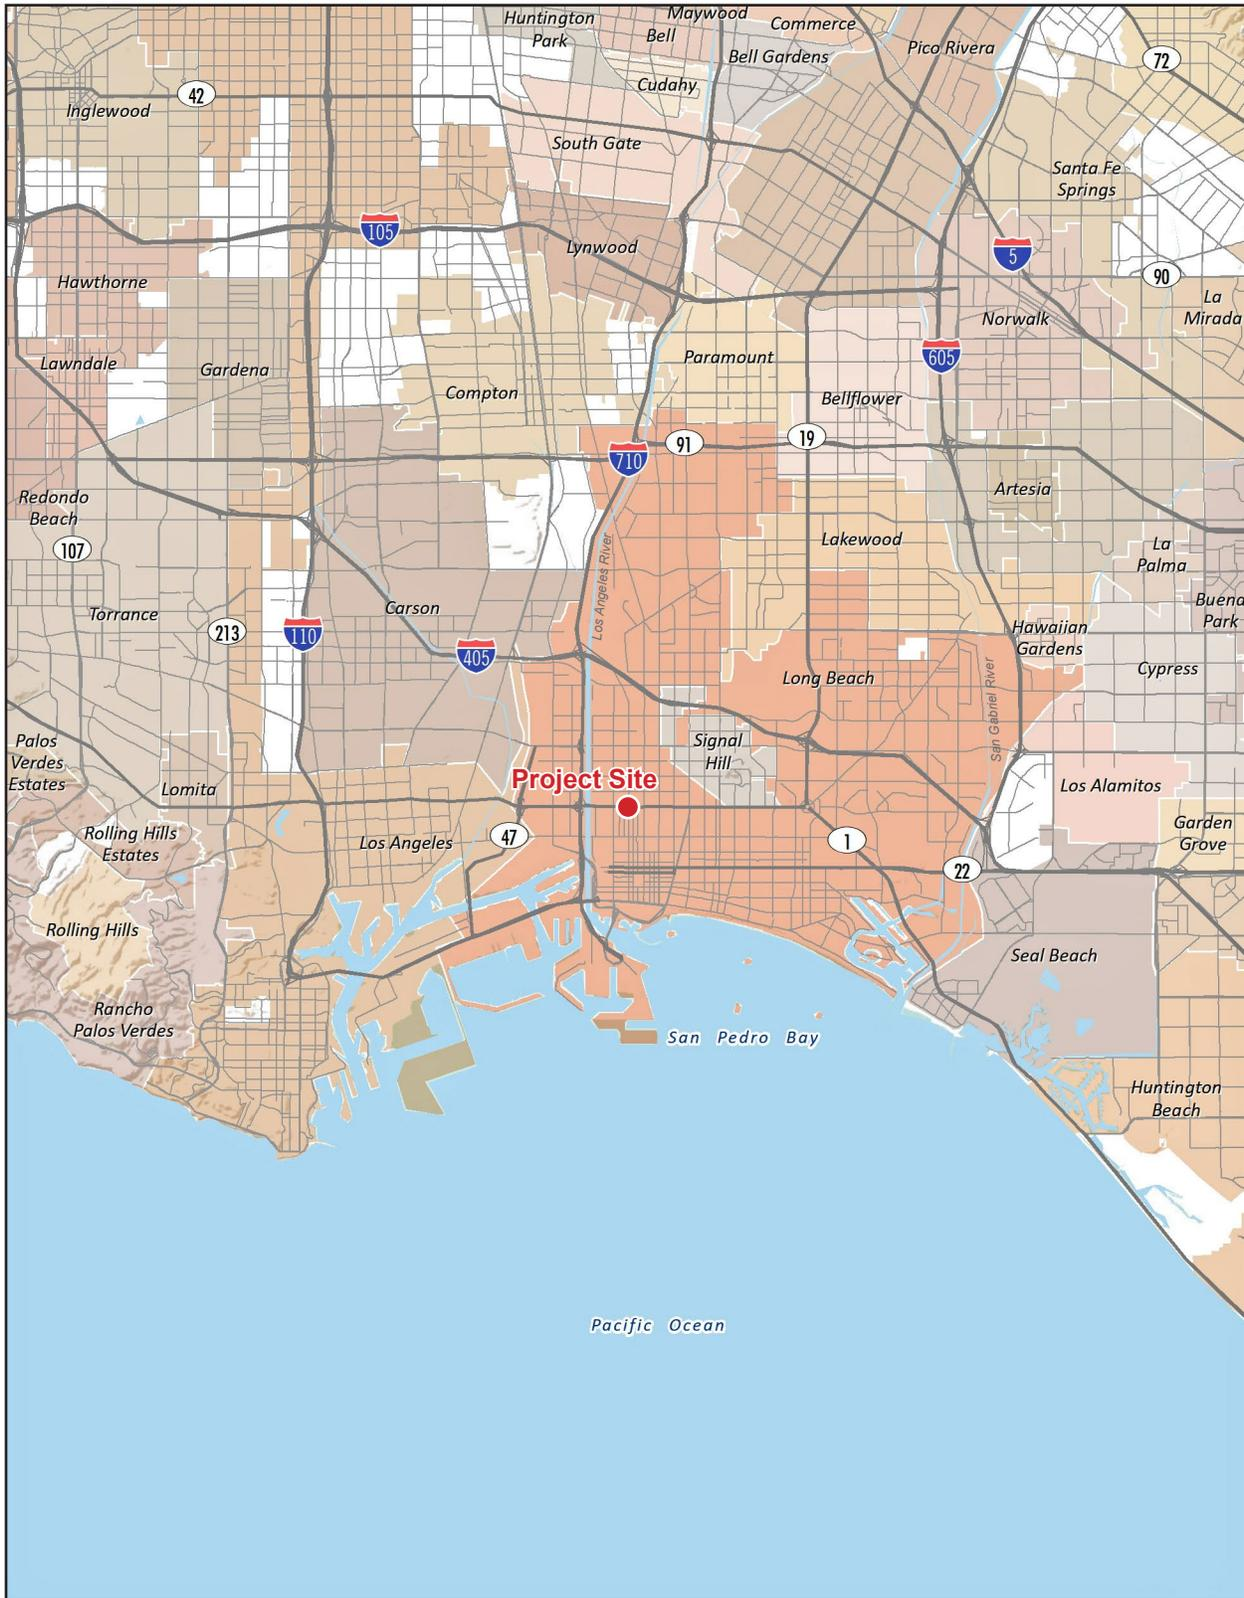 Huntington
Park
Maywood
Bell
Commerce
Bell Gardens
Pico Rivera
72
Cudahy
42
Inglewood
South Gate
Santa Fe
Springs
105
Lynwood
5
90
Hawthorne
La
Mirada
Norwalk
Lawndale
Gardena
Paramount
605
Compton
Bellflower
91
19
710
Redondo
Beach
Artesia
107
Lakewood
La
Palma
Los Angeles River
Torrance
Carson
Buena
Park
213
110
Hawaiian
Gardens
405
Long Beach
San Gabriel River
Cypress
Palos
Verdes
Estates
Signal
Hill
Project Site
Lomita
Los Alamitos
Rolling Hills
Estates
Los Angeles
47
1
Garden
Grove
22
Rolling Hills
Seal Beach
Rancho
Palos Verdes
San Pedro Bay
Huntington
Beach
Pacific Ocean